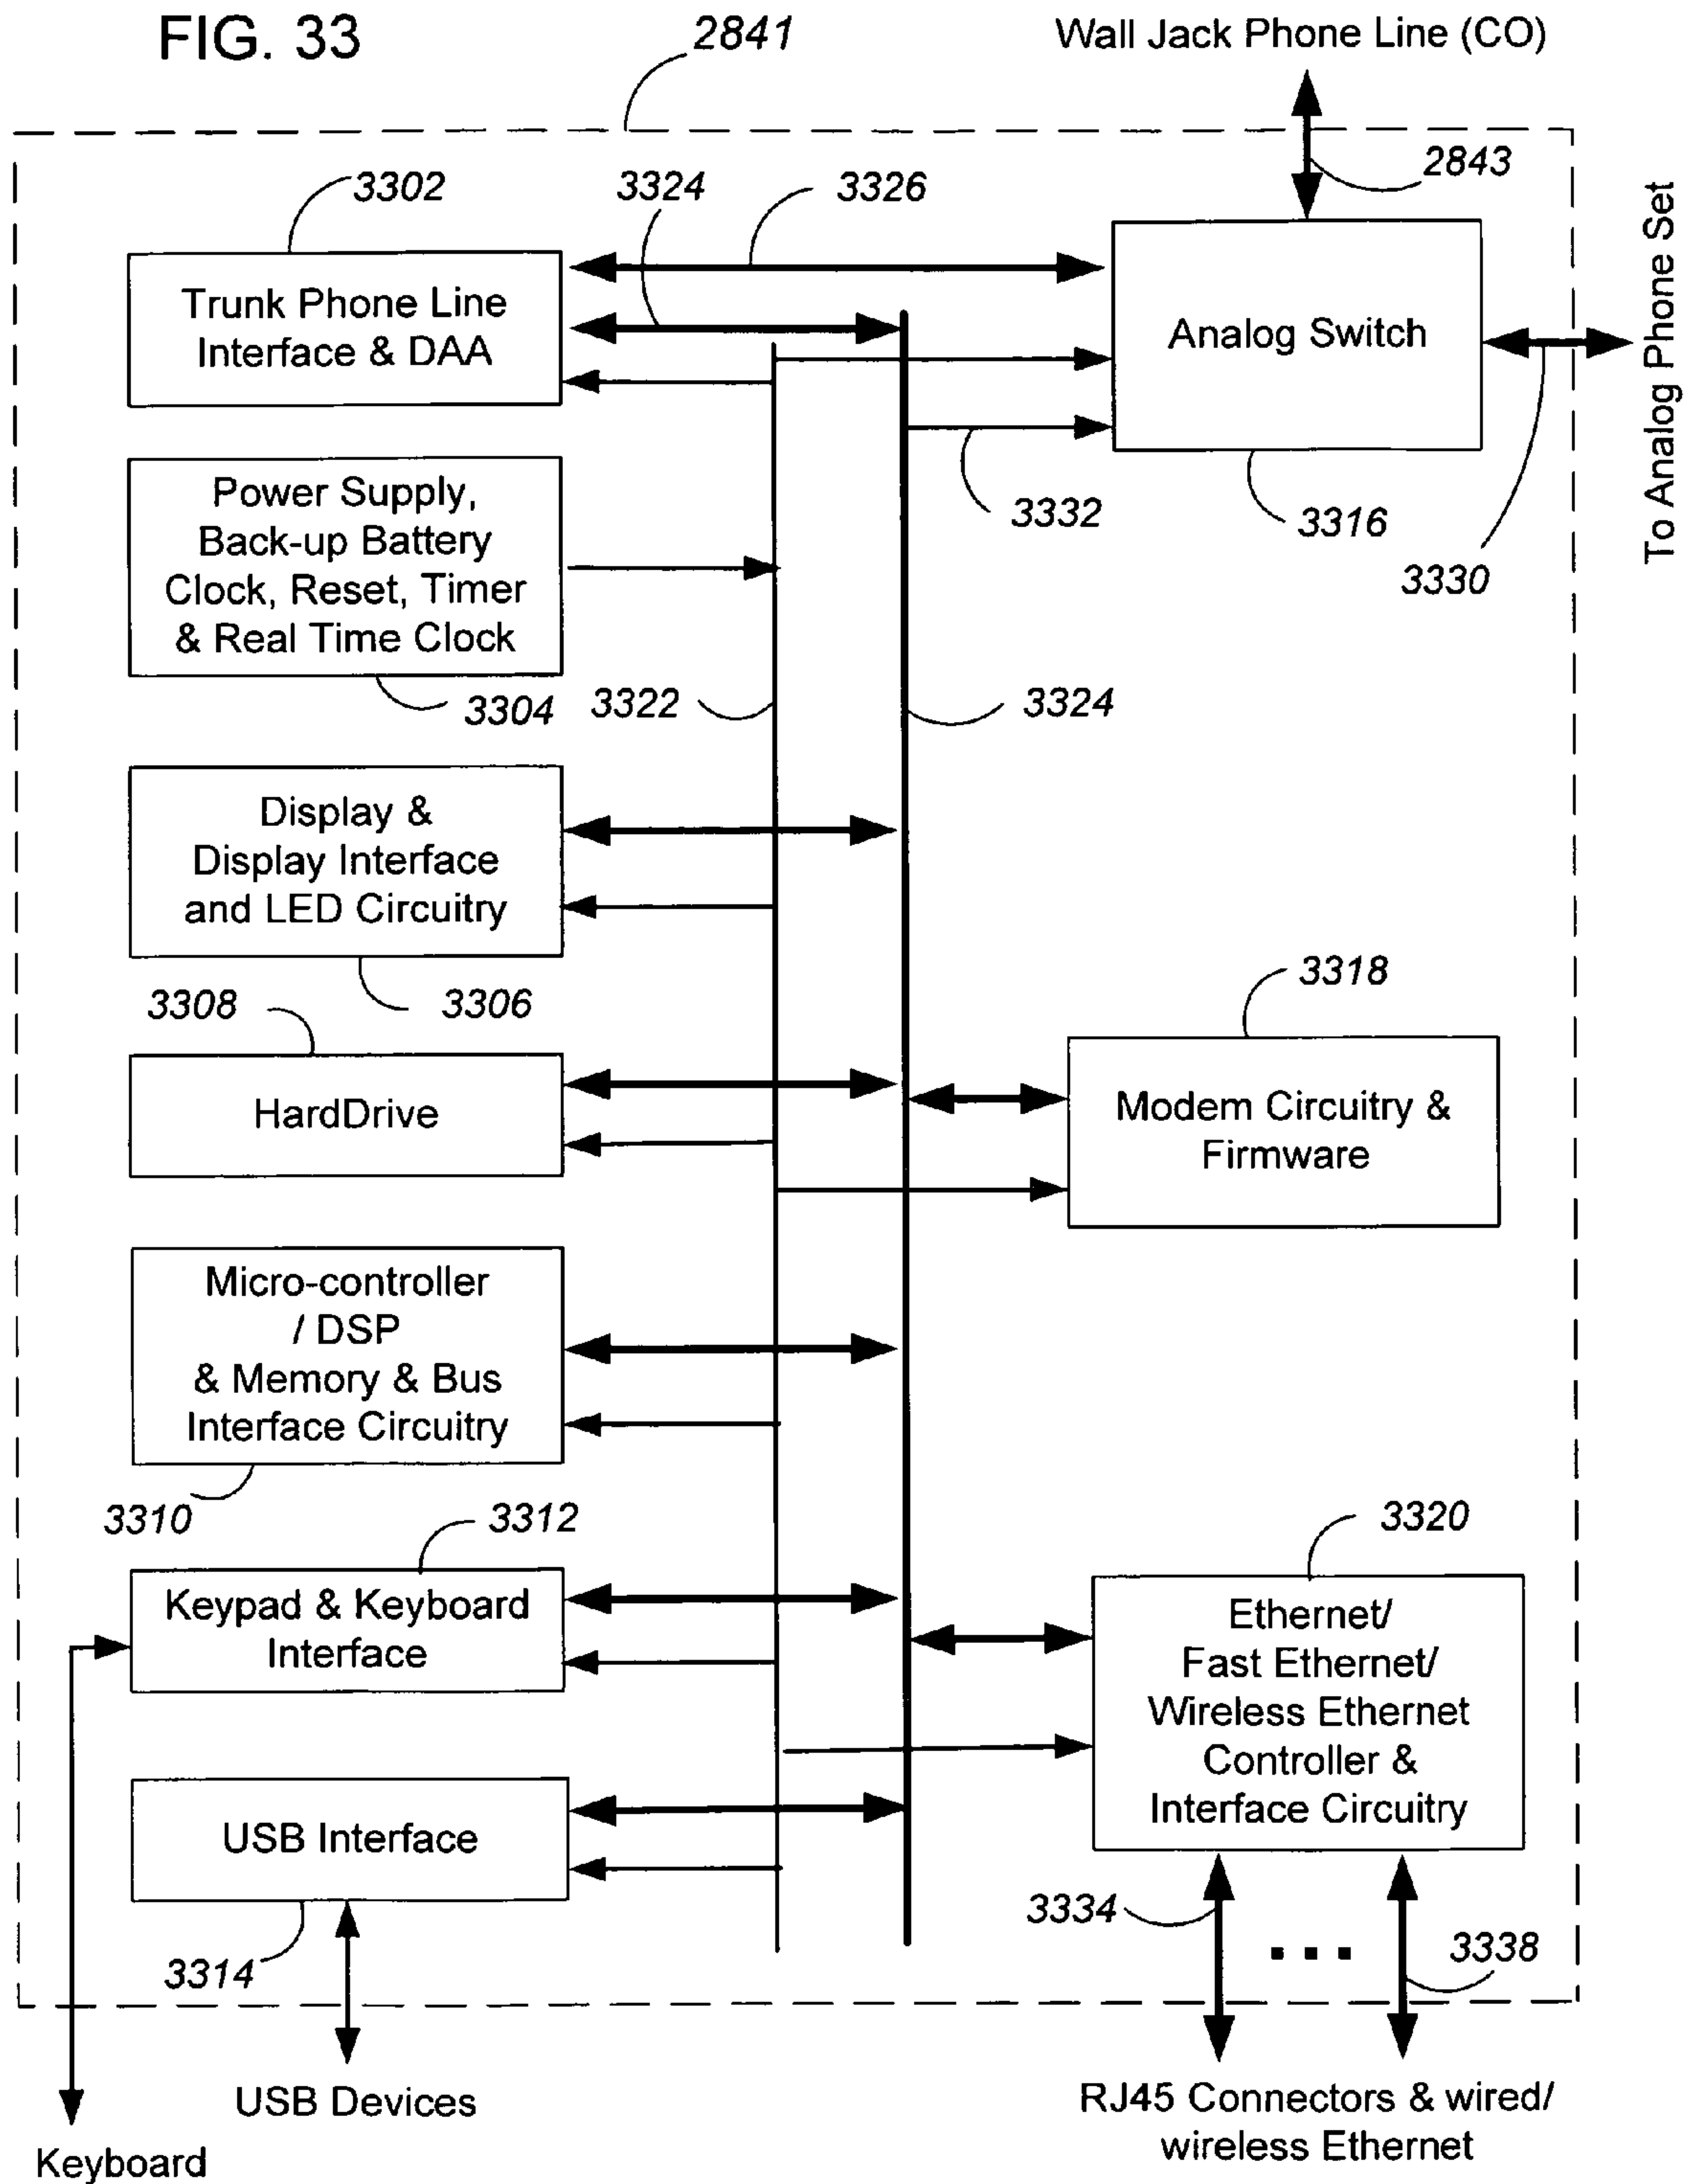 FIG. 33
2841
Wall Jack Phone Line (CO)
2843
3302
3324
3326
To Analog Phone Set
Trunk Phone Line
Interface & DAA
Analog Switch
3332
3316
3330
Power Supply,
Back-up Battery
Clock, Reset, Timer
& Real Time Clock
3304
3322
3324
Display &
Display Interface
and LED Circuitry
3306
3308
HardDrive
3318
Modem Circuitry &
Firmware
Micro-controller
/ DSP
& Memory & Bus
Interface Circuitry
3310
3312
Keypad & Keyboard
Interface
3320
Ethernet/
Fast Ethernet/
Wireless Ethernet
Controller &
Interface Circuitry
USB Interface
3314
3334
3338
USB Devices
Keyboard
RJ45 Connectors & wired/
wireless Ethernet